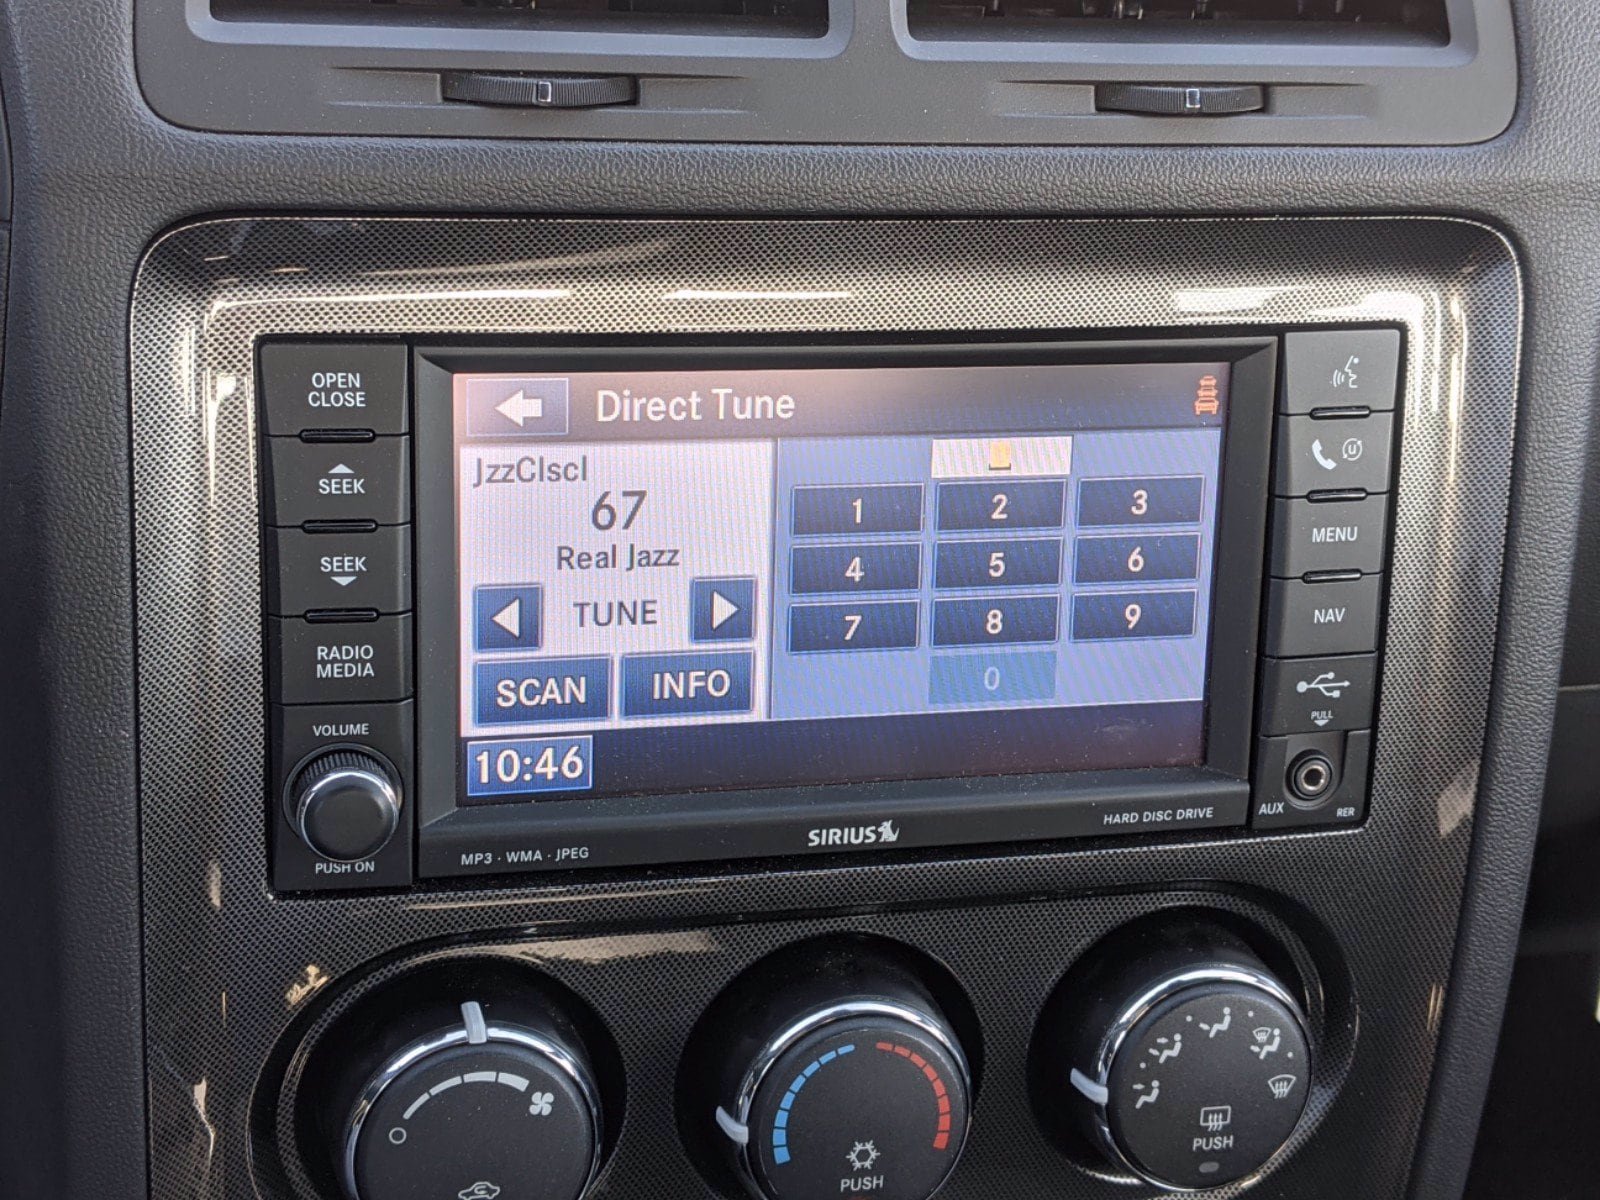 OPEN
CLOSE
SEEK
SEEK
RADIO
MEDIA
VOLUME
PUSH ON
Direct Tune
JzzClscl
67
Real Jazz
TUNE
SCAN INFO
10:46
1 2 3
4 5 6
7 8 9
0
MENU
NAV
PULL
AUX RER
MP3 · WMA · JPEG
SIRIUS
HARD DISC DRIVE
PUSH
PUSH